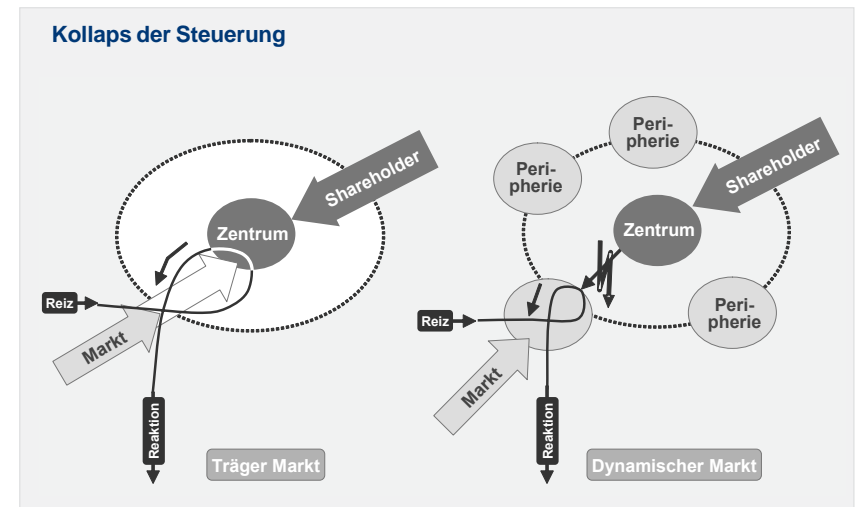 Kollaps der Steuerung
Shareholder
Zentrum
Reiz
Markt
Reaktion
Träger Markt
Peri-
pherie
Peri-
pherie
Shareholder
Zentrum
Peri-
pherie
Reiz
Markt
Reaktion
Dynamischer Markt